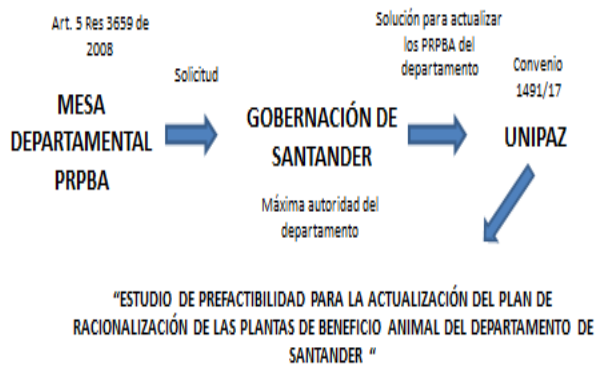 Art. 5 Res 3659 de
2008
Solicitud
MESA
DEPARTAMENTAL
PRPBA
GOBERNACIÓN DE
SANTANDER
Máxima autoridad del
departamento
Solución para actualizar
los PRPBA del
departamento
Convenio
1491/17
UNIPAZ
“ESTUDIO DE PREFACTIBILIDAD PARA LA ACTUALIZACIÓN DEL PLAN DE
RACIONALIZACIÓN DE LAS PLANTAS DE BENEFICIO ANIMAL DEL DEPARTAMENTO DE
SANTANDER “